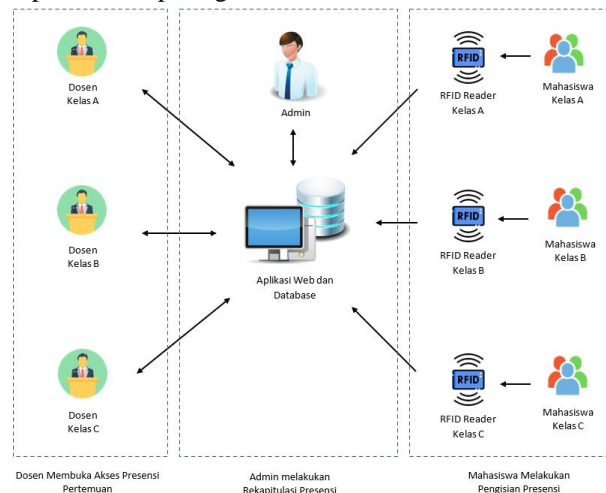 Dosen
Kelas A
Dosen
Kelas B
Dosen
Kelas C
Dosen Membuka Akses Presensi
Pertemuan
Admin
Aplikasi Web dan
Database
Admin melakukan
Rekapitulasi Presensi
RFID
RFID Reader
Kelas A
Mahasiswa
Kelas A
RFID
RFID Reader
Kelas B
Mahasiswa
Kelas B
RFID
RFID Reader
Kelas C
Mahasiswa
Kelas C
Mahasiswa Melakukan
Pengisian Presensi